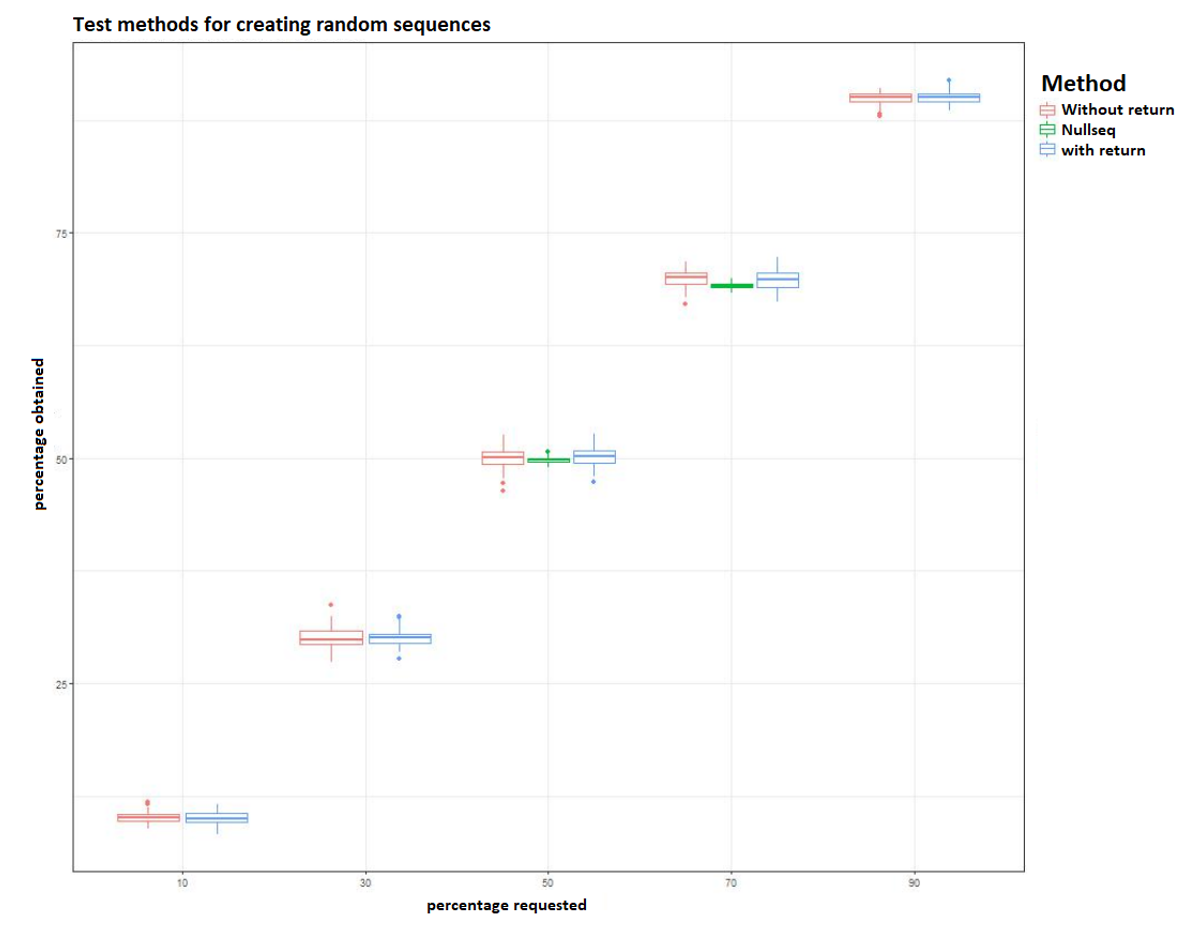 Test methods for creating random sequences
Method
Without return
Nullseq
with return
75
50
25
percentage obtained
10 30 50 70 90
percentage requested